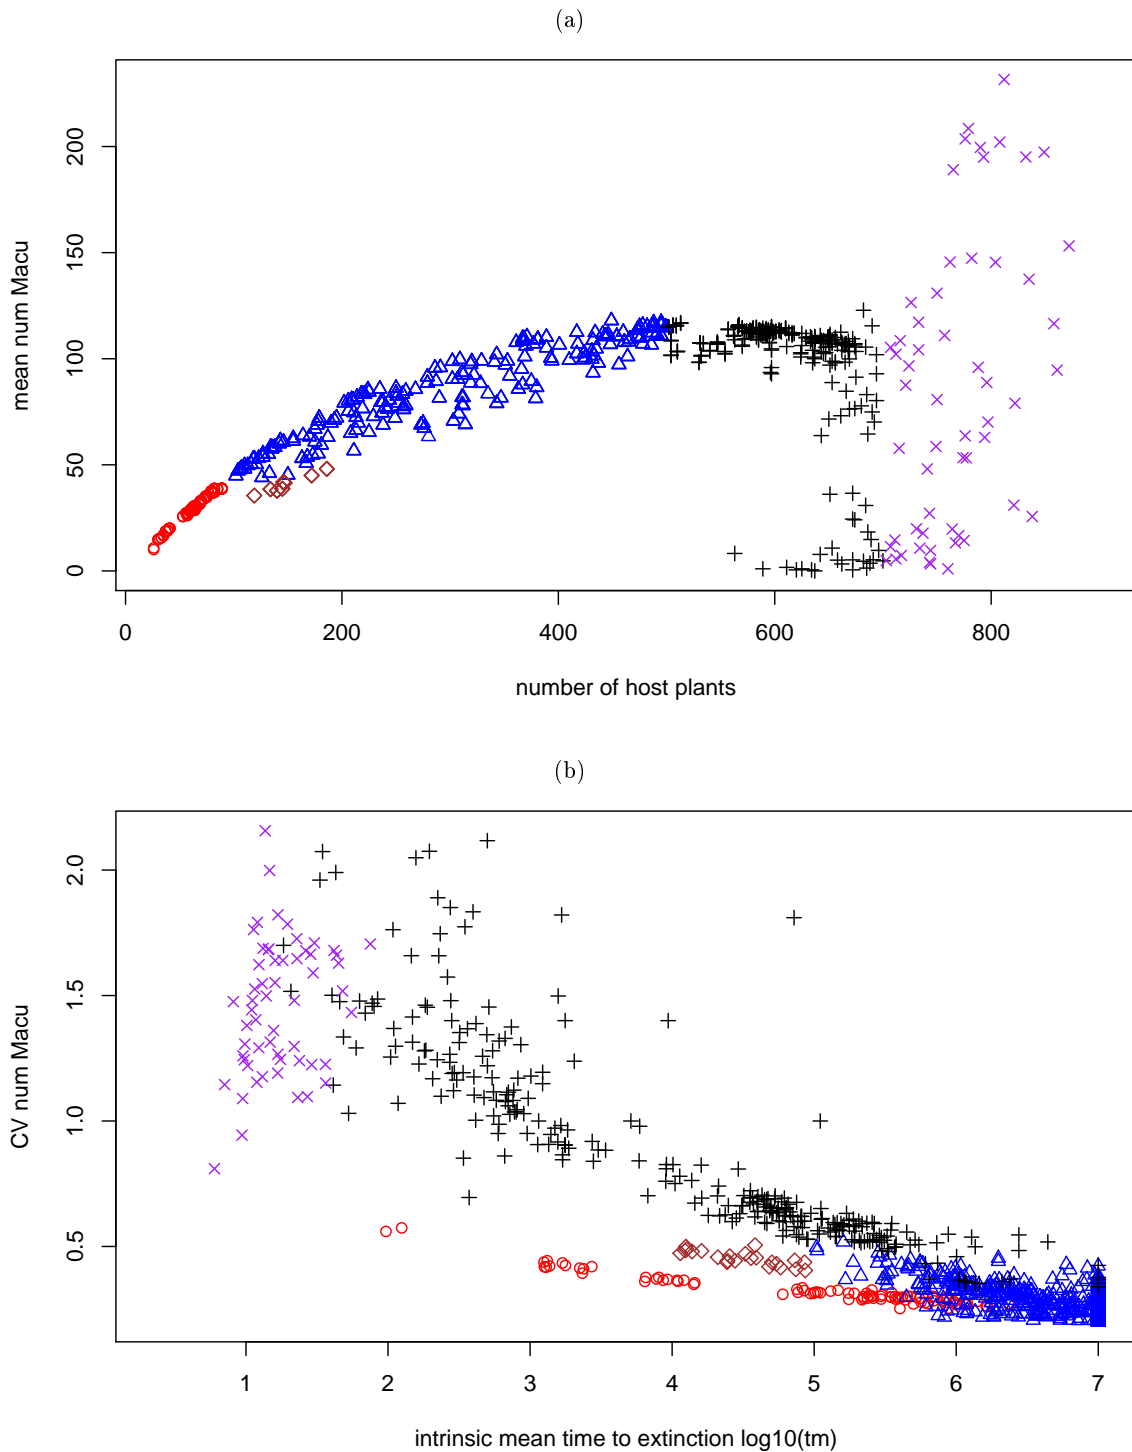 (a)
mean num Macu
200
150
100
50
0
0 200 400 600 800
number of host plants
(b)
CV num Macu
2.0
1.5
1.0
0.5
1 2 3 4 5 6 7
intrinsic mean time to extinction log10(tm)